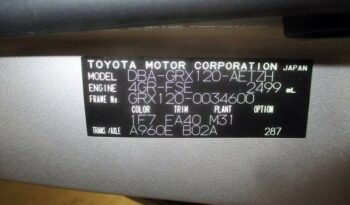 TOYOTA MOTOR CORPORATION JAPAN
MODEL DBA-GRX120-AETZH
ENGINE 4GR-FSE 2499 mL
FRAME No. GRX120-0034600
COLOR TRIM PLANT OPTION
1F7 FA40 M31
TRANS/AXLE A960E B02A 287